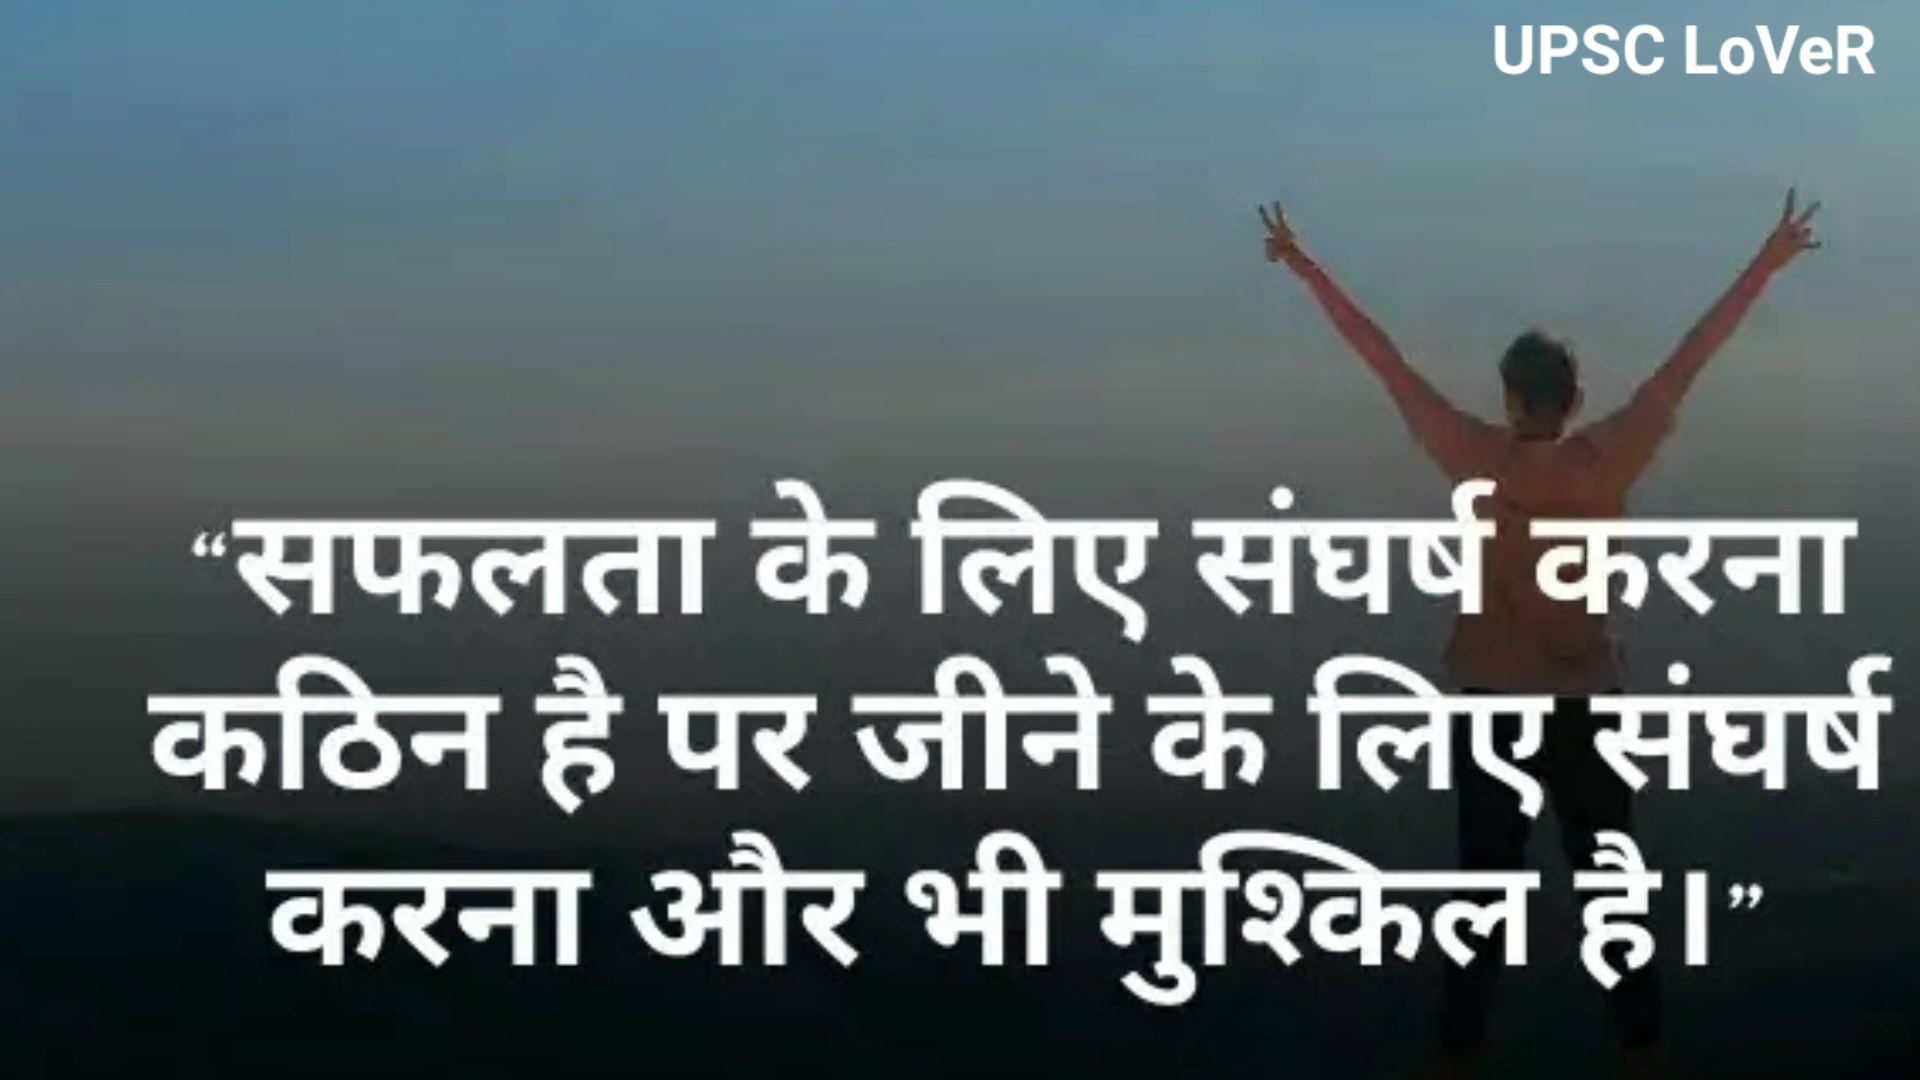 UPSC LoVeR
“सफलता के लिए संघर्ष करना
कठिन है पर जीने के लिए संघर्ष
करना और भी मुश्किल है।”